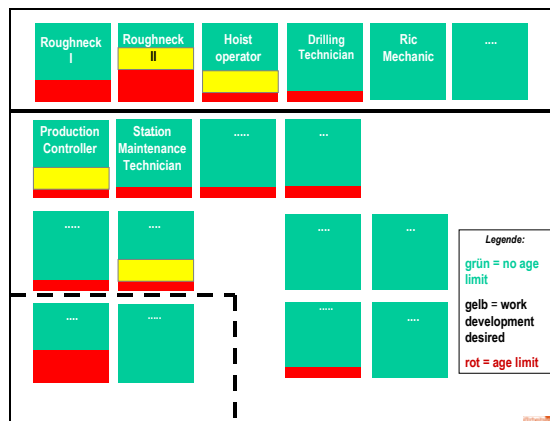 Roughneck
I
Roughneck
II
Hoist
operator
Drilling
Technician
Ric
Mechanic
....
Production
Controller
Station
Maintenance
Technician
.....
...
.....
....
....
...
....
.....
.....
....
Legende:
grün = no age
limit
gelb = work
development
desired
rot = age limit